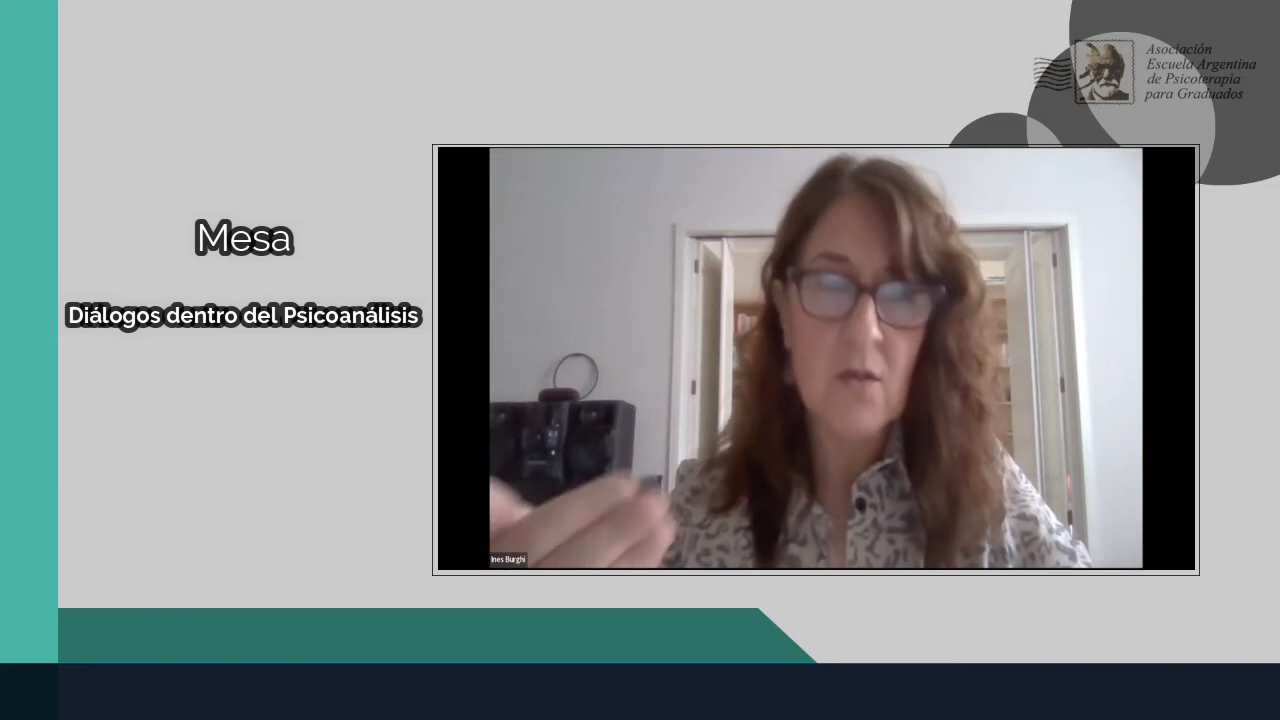 Asociación
Escuela Argentina
de Psicoterapia
para Graduados
Mesa
Diálogos dentro del Psicoanálisis
Ines Burghi